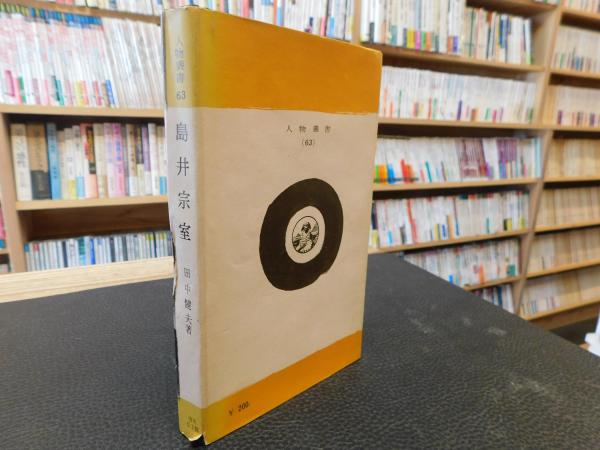 人物叢書
63
島井宗室
田中健夫著
人物叢書
(63)
¥ 200.